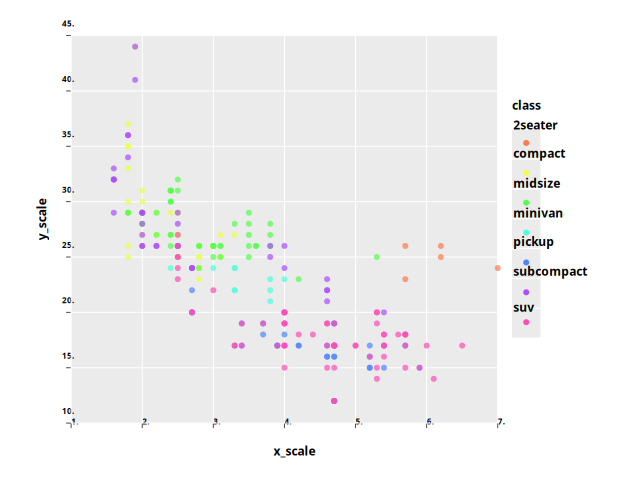 45.
40.
35.
30.
25.
20.
15.
10.
y_scale
1.
2.
3.
4.
5.
6.
7.
x_scale
class
2seater
compact
midsize
minivan
pickup
subcompact
suv